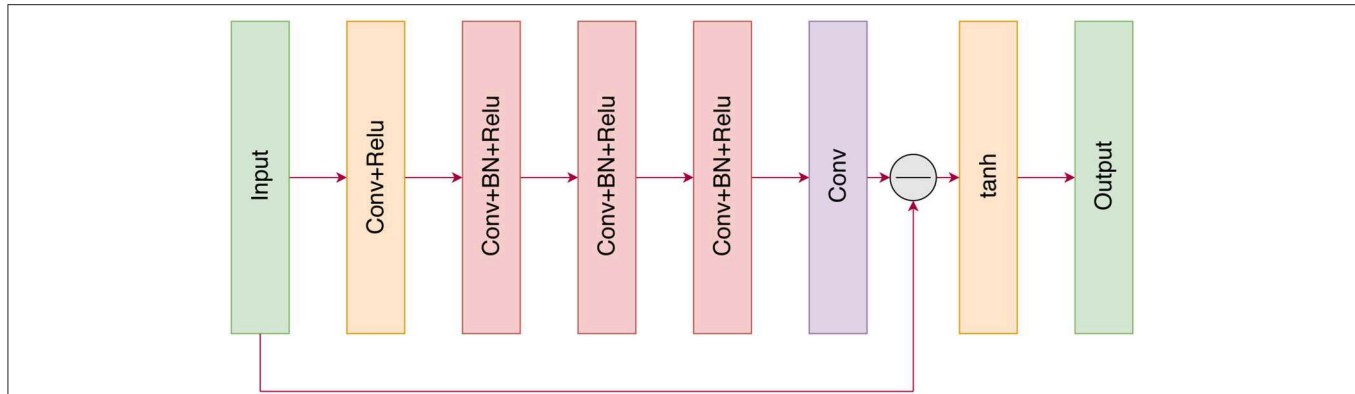 Input
Conv+Relu
Conv+BN+Relu
Conv+BN+Relu
Conv+BN+Relu
Conv
tanh
Output